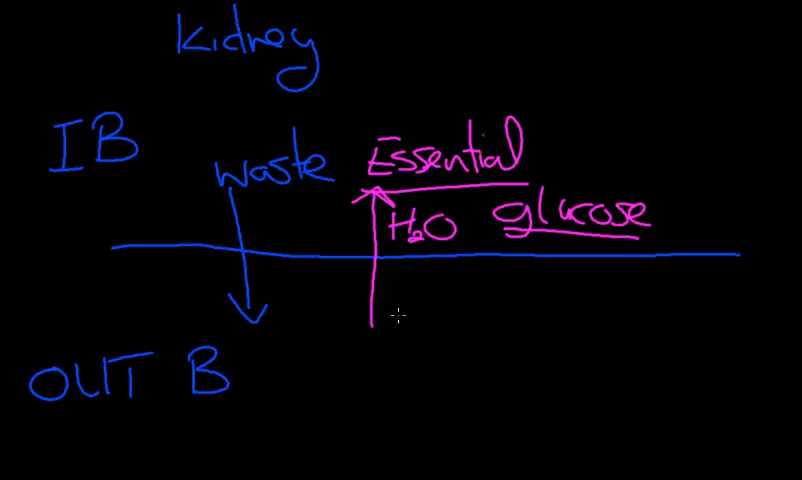 Kidney
IB
waste Essential
H₂O glucose
OUT B